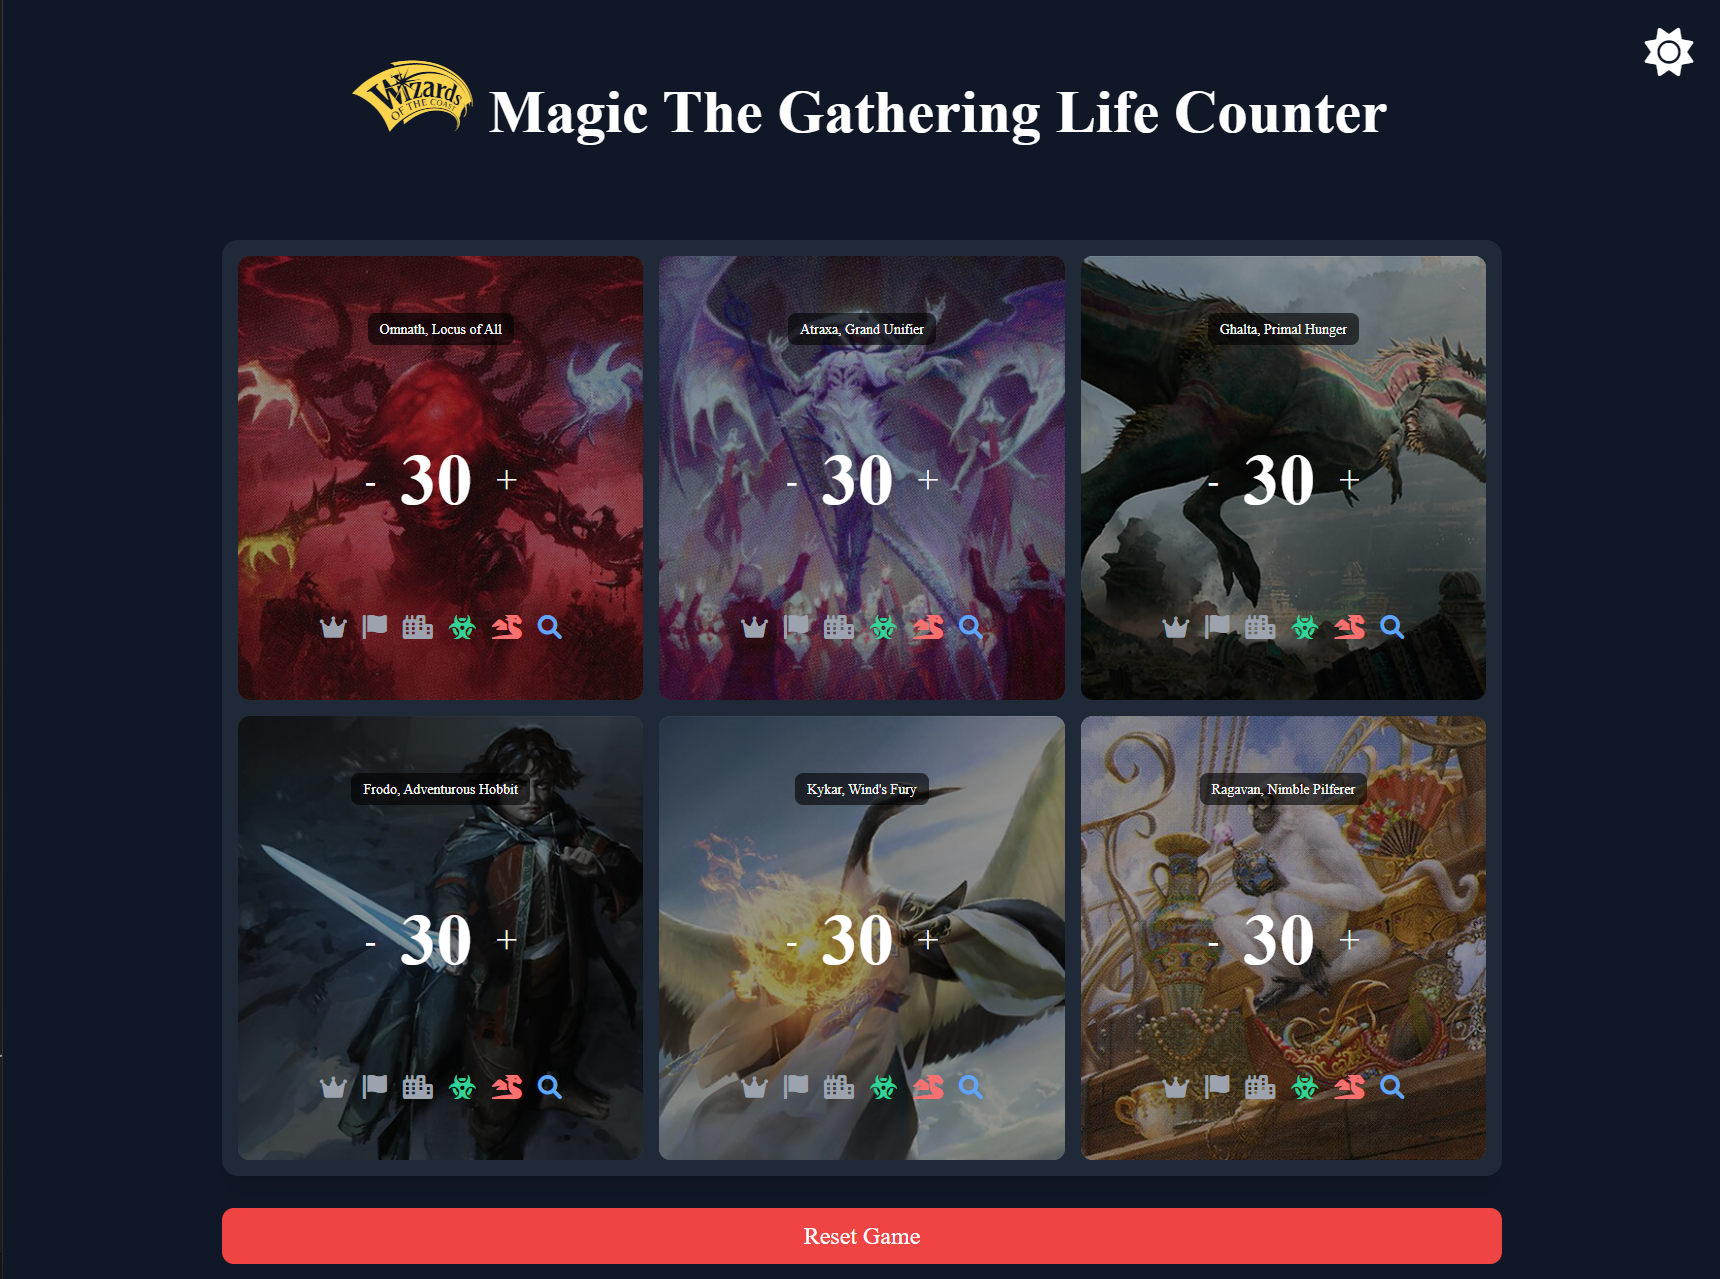 Wizards
OF THE COAST
Magic The Gathering Life Counter
Omnath, Locus of All
- 30 +
Atraxa, Grand Unifier
- 30 +
Ghalta, Primal Hunger
- 30 +
Frodo, Adventurous Hobbit
- 30 +
Kykar, Wind's Fury
- 30 +
Ragavan, Nimble Pilferer
- 30 +
Reset Game